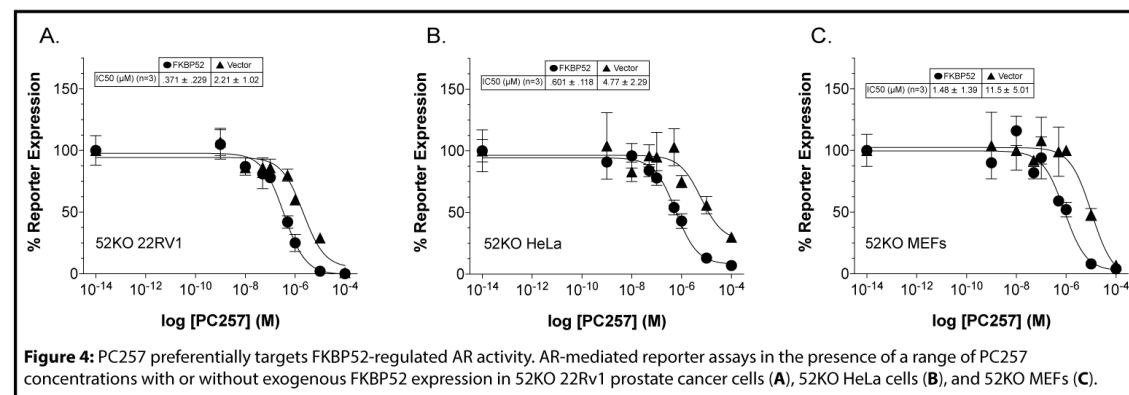 A.
●FKBP52 ▲Vector
IC50 (µM) (n=3) .371 ± .229 2.21 ± 1.02
% Reporter Expression
150
100
50
0
52KO 22RV1
10-14 10-12 10-10 10-8 10-6 10-4
log [PC257] (M)
B.
●FKBP52 ▲Vector
IC50 (µM) (n=3) .601 ± .118 4.77 ± 2.29
% Reporter Expression
150
100
50
0
52KO HeLa
10-14 10-12 10-10 10-8 10-6 10-4
log [PC257] (M)
C.
●FKBP52 ▲Vector
IC50 (µM) (n=3) 1.48 ± 1.39 11.5 ± 5.01
% Reporter Expression
150
100
50
0
52KO MEFs
10-14 10-12 10-10 10-8 10-6 10-4
log [PC257] (M)
Figure 4: PC257 preferentially targets FKBP52-regulated AR activity. AR-mediated reporter assays in the presence of a range of PC257
concentrations with or without exogenous FKBP52 expression in 52KO 22Rv1 prostate cancer cells (A), 52KO HeLa cells (B), and 52KO MEFs (C).